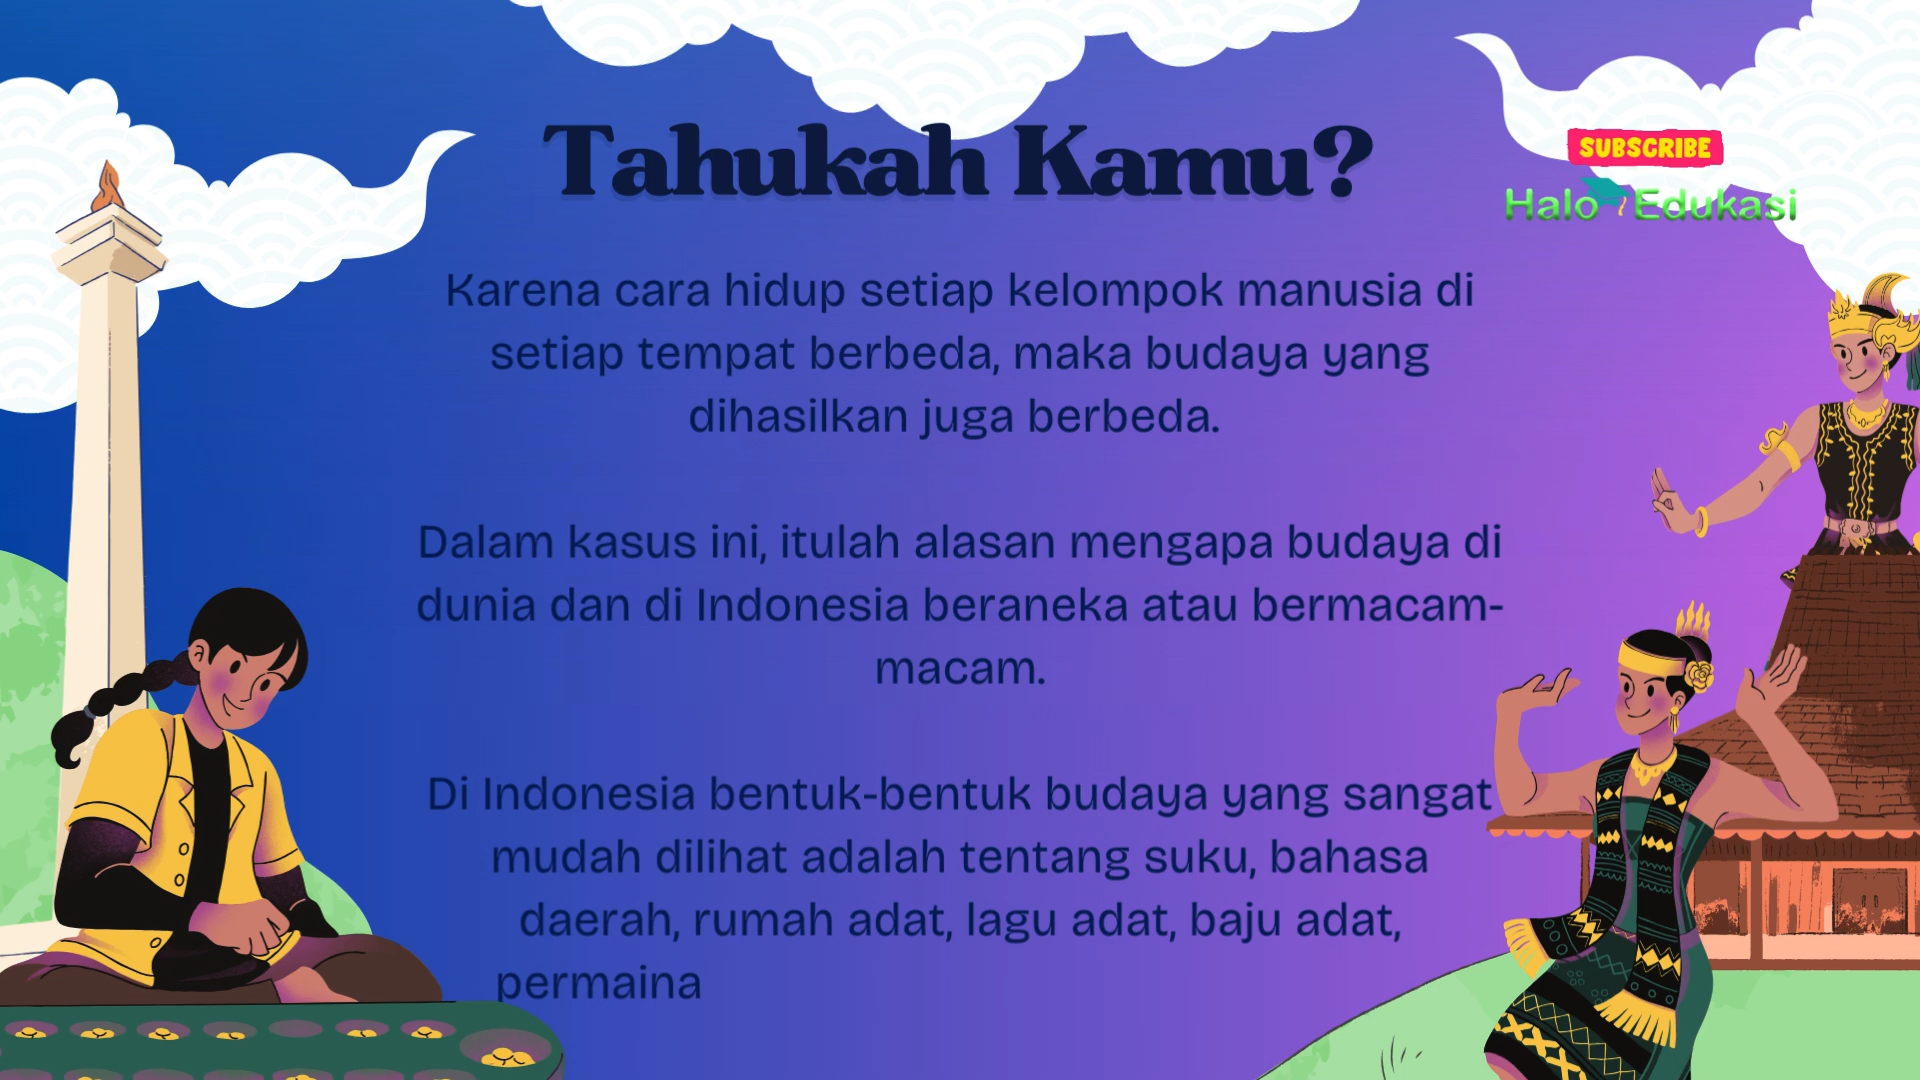 Tahukah Kamu?
SUBSCRIBE
Halo Edukasi
Karena cara hidup setiap kelompok manusia di
setiap tempat berbeda, maka budaya yang
dihasilkan juga berbeda.
Dalam kasus ini, itulah alasan mengapa budaya di
dunia dan di Indonesia beraneka atau bermacam-
macam.
Di Indonesia bentuk-bentuk budaya yang sangat
mudah dilihat adalah tentang suku, bahasa
daerah, rumah adat, lagu adat, baju adat,
permaina